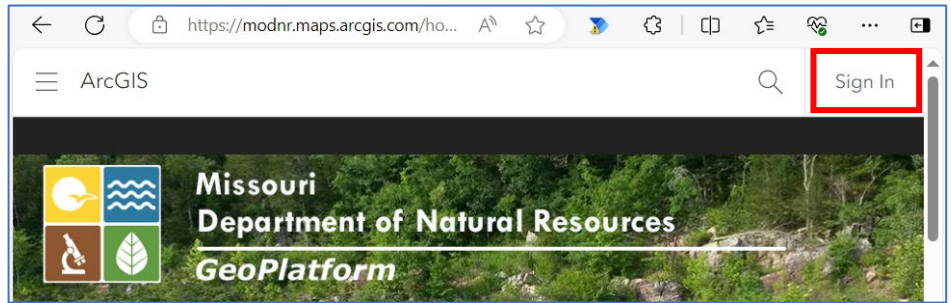 https://modnr.maps.arcgis.com/ho...
ArcGIS
Sign In
Missouri
Department of Natural Resources
GeoPlatform